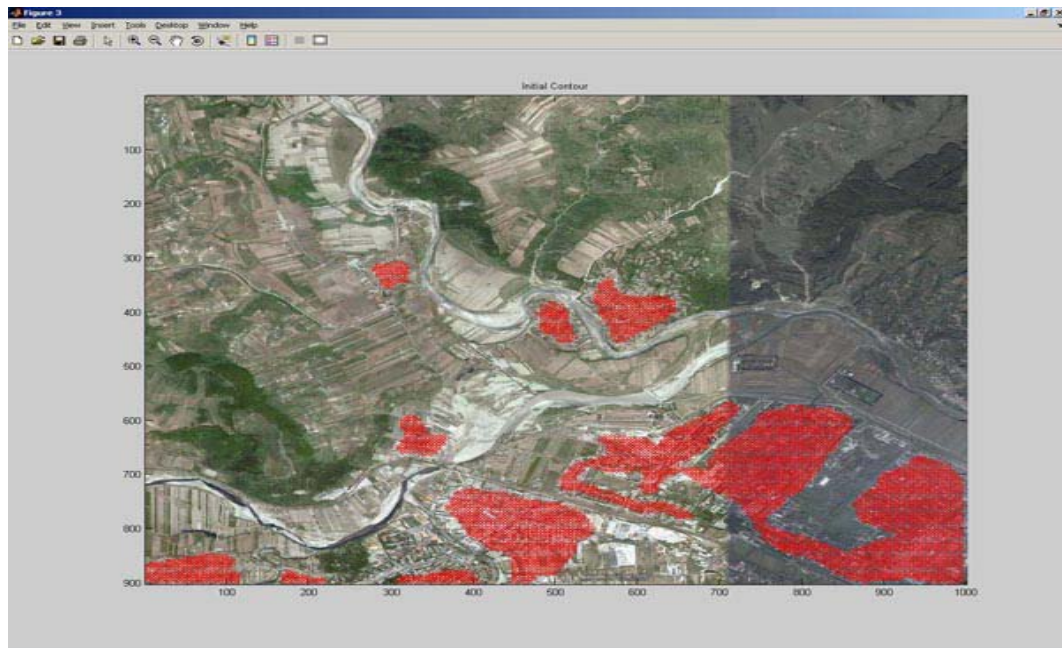 Figure 3
File Edit View Insert Tools Desktop Window Help
Initial Contour
100
200
300
400
500
600
700
800
900
100 200 300 400 500 600 700 800 900 1000